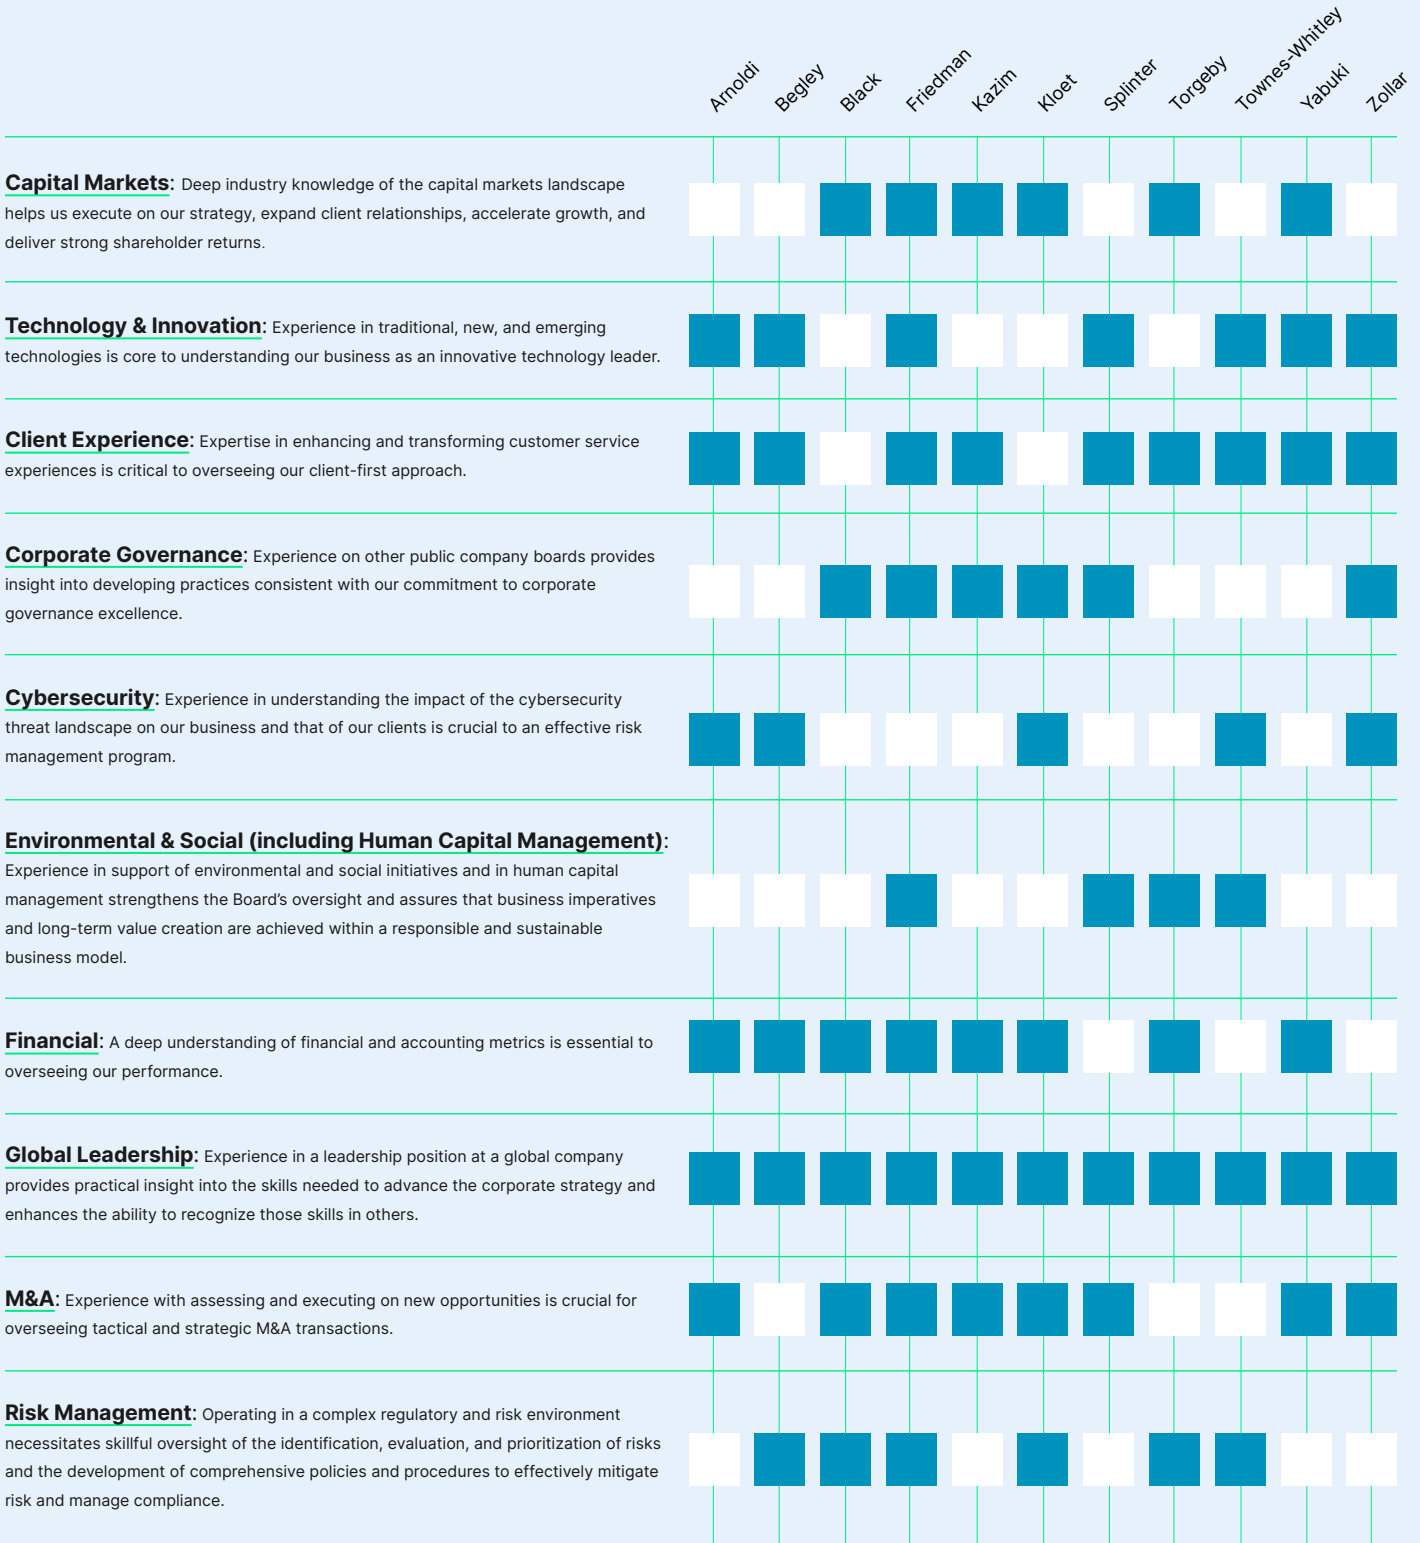 Arnoldi
Begley
Black
Friedman
Kazim
Kloet
Splinter
Torgeby
Townes-Whitley
Yabuki
Zollar
Capital Markets: Deep industry knowledge of the capital markets landscape
helps us execute on our strategy, expand client relationships, accelerate growth, and
deliver strong shareholder returns.
Technology & Innovation: Experience in traditional, new, and emerging
technologies is core to understanding our business as an innovative technology leader.
Client Experience: Expertise in enhancing and transforming customer service
experiences is critical to overseeing our client-first approach.
Corporate Governance: Experience on other public company boards provides
insight into developing practices consistent with our commitment to corporate
governance excellence.
Cybersecurity: Experience in understanding the impact of the cybersecurity
threat landscape on our business and that of our clients is crucial to an effective risk
management program.
Environmental & Social (including Human Capital Management):
Experience in support of environmental and social initiatives and in human capital
management strengthens the Board’s oversight and assures that business imperatives
and long-term value creation are achieved within a responsible and sustainable
business model.
Financial: A deep understanding of financial and accounting metrics is essential to
overseeing our performance.
Global Leadership: Experience in a leadership position at a global company
provides practical insight into the skills needed to advance the corporate strategy and
enhances the ability to recognize those skills in others.
M&A: Experience with assessing and executing on new opportunities is crucial for
overseeing tactical and strategic M&A transactions.
Risk Management: Operating in a complex regulatory and risk environment
necessitates skillful oversight of the identification, evaluation, and prioritization of risks
and the development of comprehensive policies and procedures to effectively mitigate
risk and manage compliance.